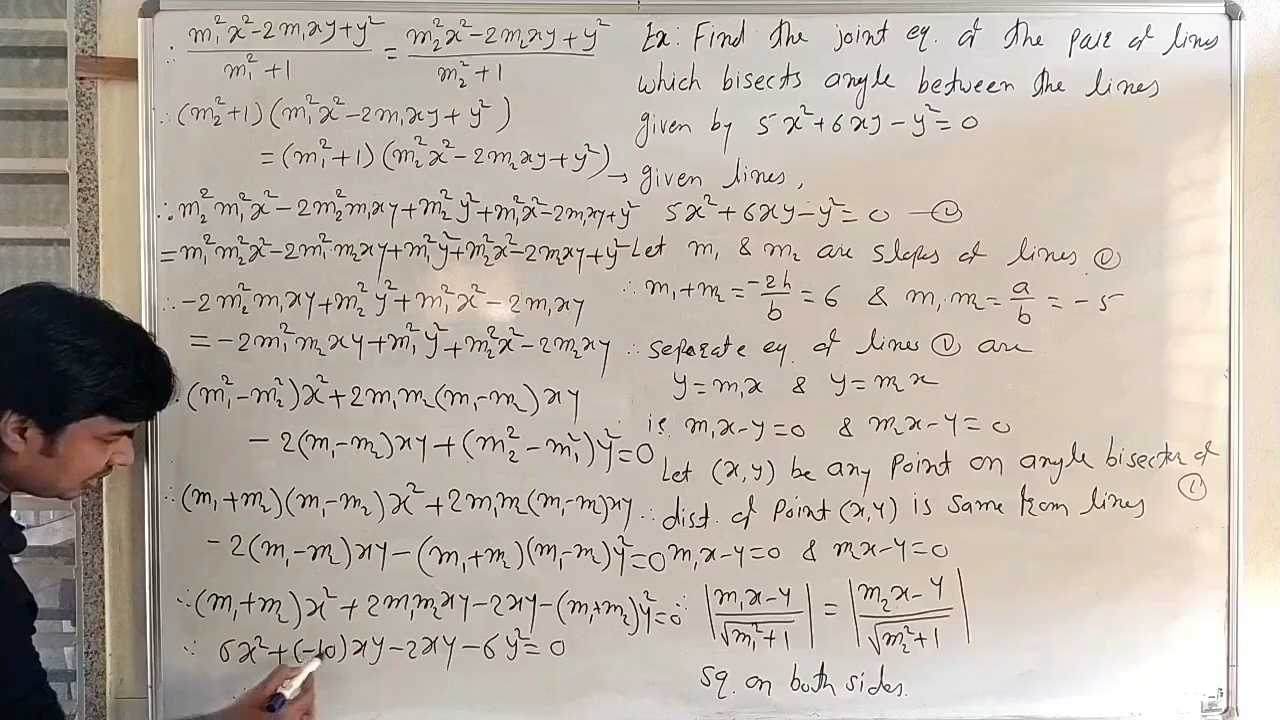 Ex: Find the joint eq. of the pair of lines
which bisects angle between the lines
given by 5x²+6xy-y²=0
→ given lines,
5x²+6xy-y²=0 —①
Let m₁ & m₂ are slopes of lines ①
∴ m₁+m₂ = -2h/b = 6 & m₁m₂ = a/b = -5
∴ separate eq. of lines ① are
y=m₁x & y=m₂x
ie. m₁x-y=0 & m₂x-y=0
Let (x,y) be any point on angle bisector of ①
∴ dist. of point (x,y) is same from lines
m₁x-y=0 & m₂x-y=0
∴ |(m₁x-y)/√(m₁²+1)| = |(m₂x-y)/√(m₂²+1)|
sq. on both sides.
∴ (m₁²x²-2m₁xy+y²)/(m₁²+1) = (m₂²x²-2m₂xy+y²)/(m₂²+1)
∴ (m₂²+1)(m₁²x²-2m₁xy+y²)
=(m₁²+1)(m₂²x²-2m₂xy+y²)
∴ m₂²m₁²x²-2m₂²m₁xy+m₂²y²+m₁²x²-2m₁xy+y²
=m₁²m₂²x²-2m₁²m₂xy+m₁²y²+m₂²x²-2m₂xy+y²
∴ -2m₂²m₁xy+m₂²y²+m₁²x²-2m₁xy
=-2m₁²m₂xy+m₁²y²+m₂²x²-2m₂xy
∴ (m₁²-m₂²)x²+2m₁m₂(m₁-m₂)xy
-2(m₁-m₂)xy+(m₂²-m₁²)y²=0
∴ (m₁+m₂)(m₁-m₂)x²+2m₁m₂(m₁-m₂)xy
-2(m₁-m₂)xy-(m₁+m₂)(m₁-m₂)y²=0
∴ (m₁+m₂)x²+2m₁m₂xy-2xy-(m₁+m₂)y²=0
∴ 6x²+(-10)xy-2xy-6y²=0